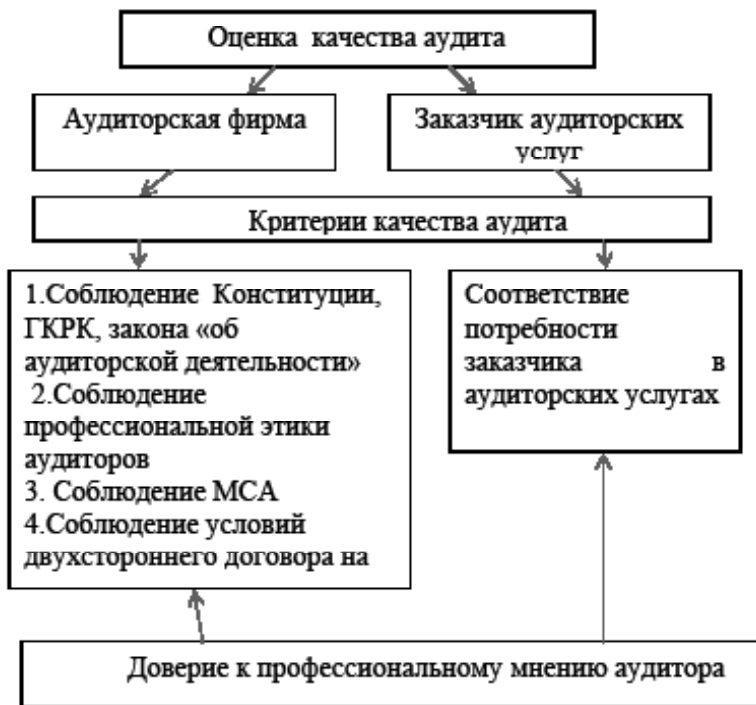 Оценка качества аудита
Аудиторская фирма
Заказчик аудиторских
услуг
Критерии качества аудита
1.Соблюдение Конституции,
ГКРК, закона «об
аудиторской деятельности»
2.Соблюдение
профессиональной этики
аудиторов
3. Соблюдение МСА
4.Соблюдение условий
двухстороннего договора на
Соответствие
потребности
заказчика в
аудиторских услугах
Доверие к профессиональному мнению аудитора